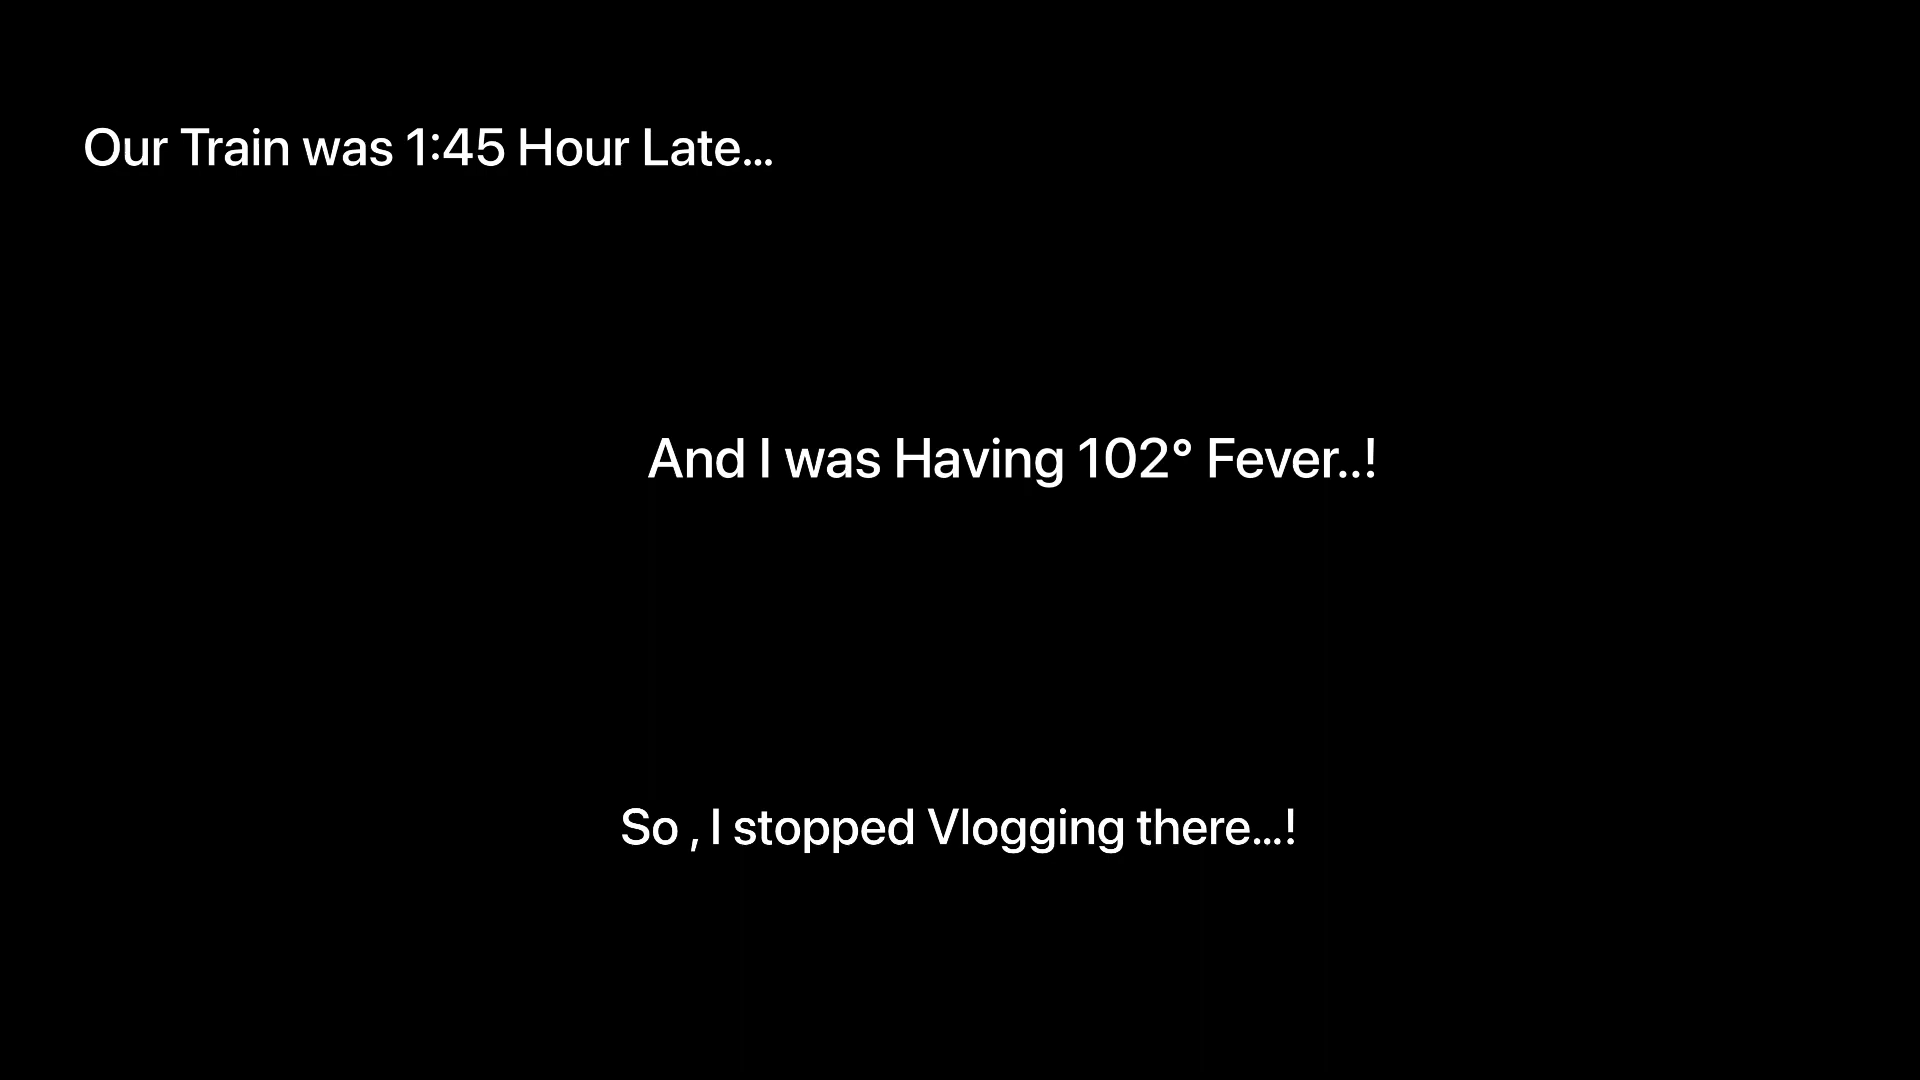 Our Train was 1:45 Hour Late...
And I was Having 102° Fever..!
So , I stopped Vlogging there...!